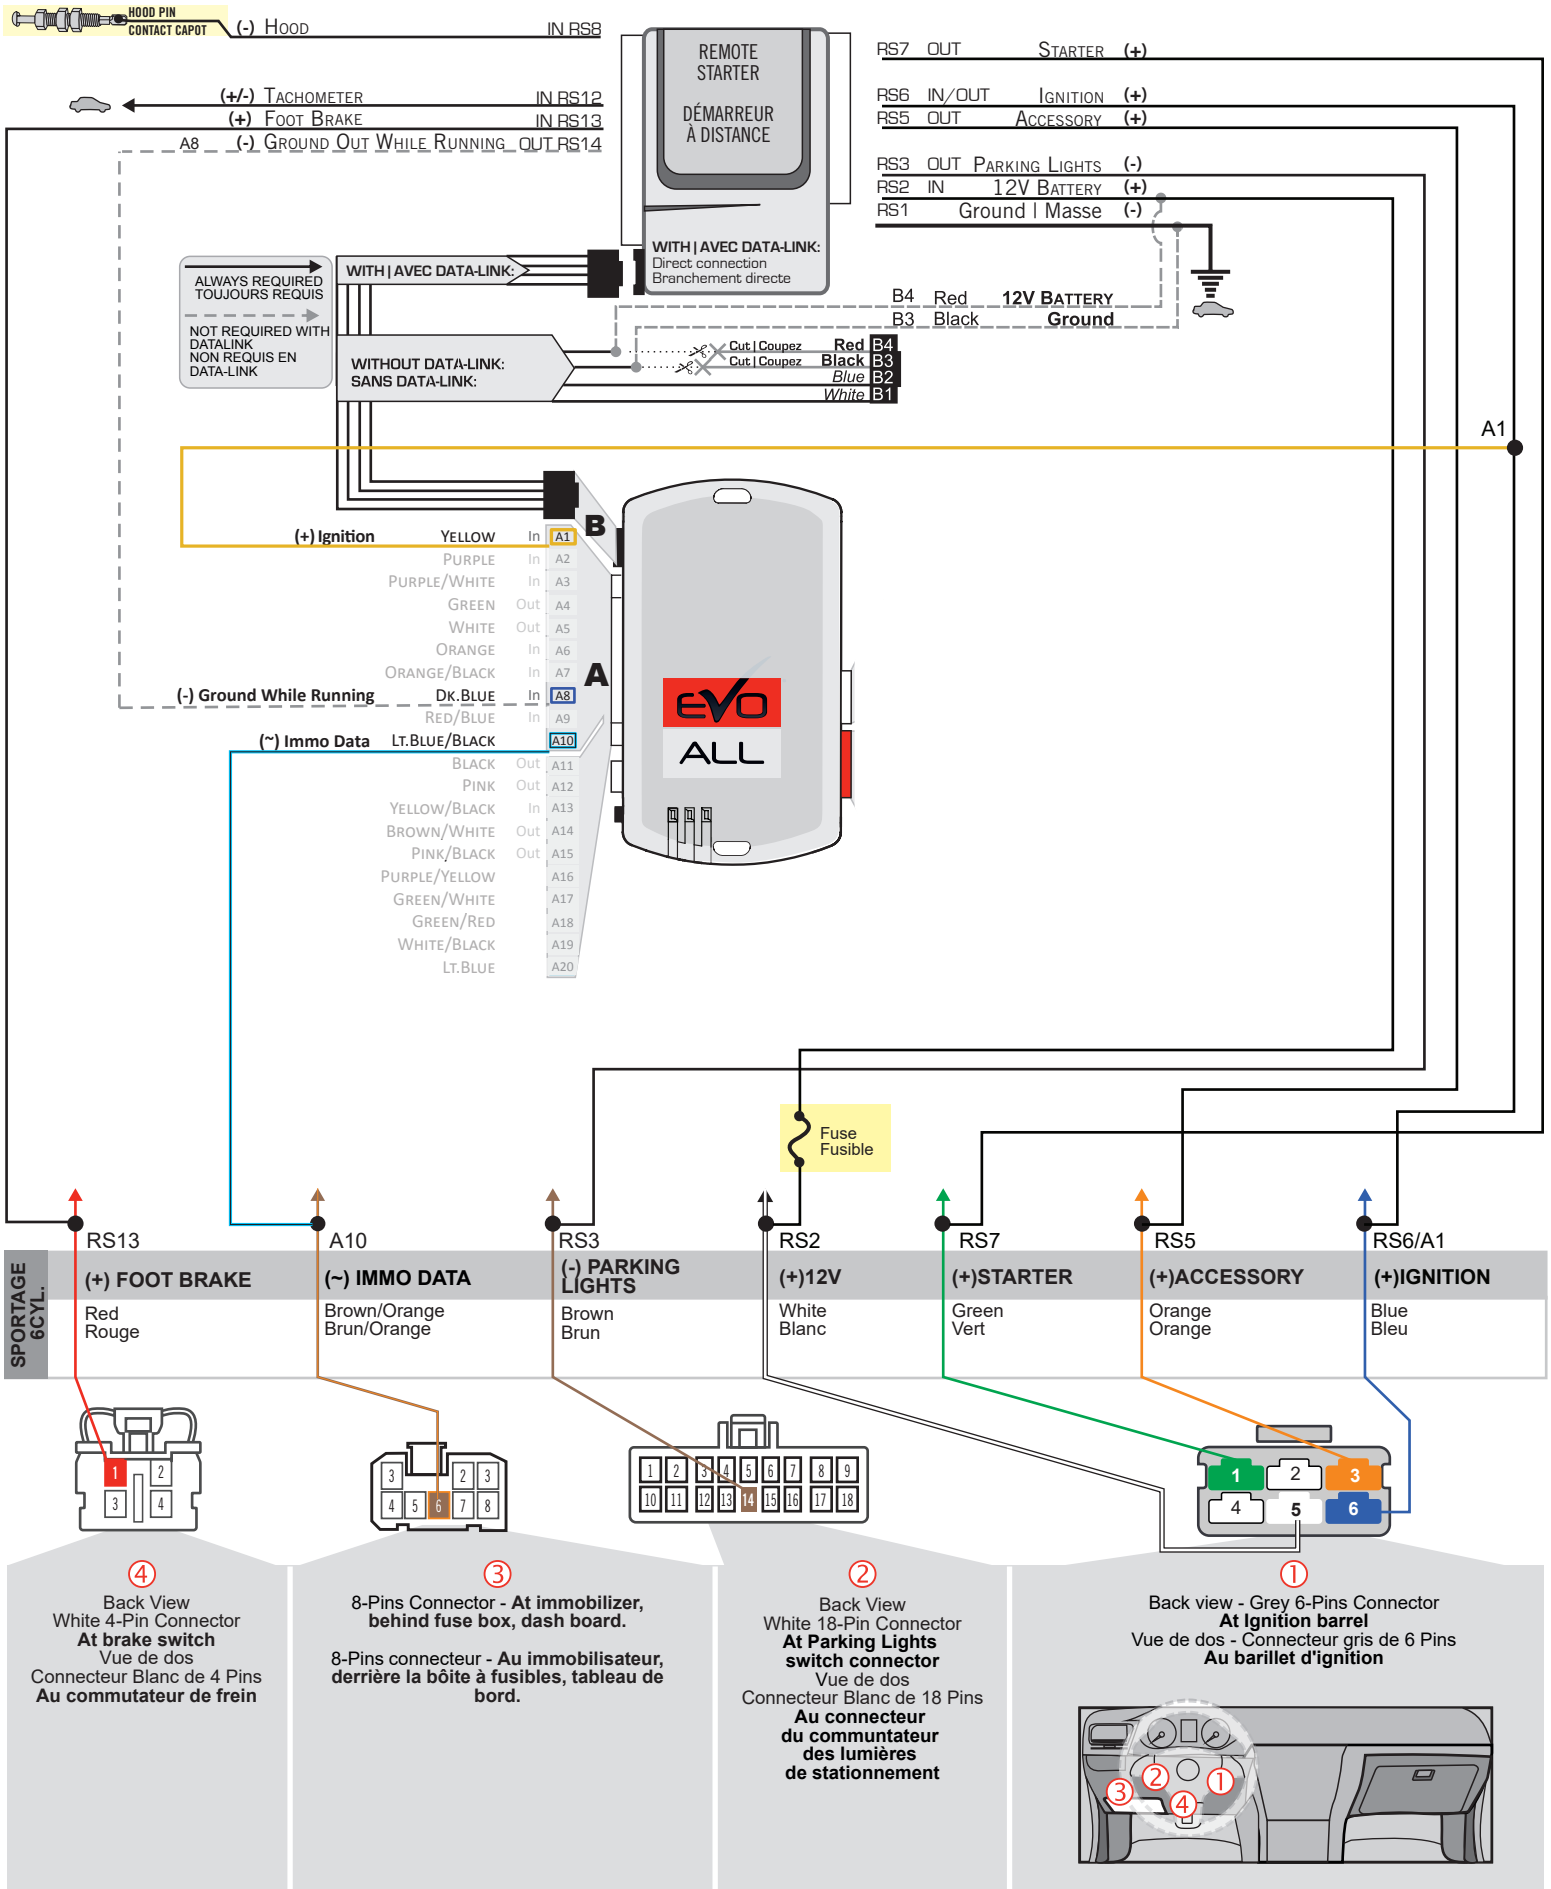 HOOD PIN
CONTACT CAPOT
(-) HOOD IN RS8
(+/-) TACHOMETER IN RS12
(+) FOOT BRAKE IN RS13
A8 (-) GROUND OUT WHILE RUNNING OUT RS14
REMOTE
STARTER
DÉMARREUR
À DISTANCE
WITH | AVEC DATA-LINK:
Direct connection
Branchement directe
RS7 OUT STARTER (+)
RS6 IN/OUT IGNITION (+)
RS5 OUT ACCESSORY (+)
RS3 OUT PARKING LIGHTS (-)
RS2 IN 12V BATTERY (+)
RS1 Ground | Masse (-)
ALWAYS REQUIRED
TOUJOURS REQUIS
NOT REQUIRED WITH
DATALINK
NON REQUIS EN
DATA-LINK
WITH | AVEC DATA-LINK:
WITHOUT DATA-LINK:
SANS DATA-LINK:
B4 Red 12V BATTERY
B3 Black Ground
Cut | Coupez Red B4
Cut | Coupez Black B3
Blue B2
White B1
A1
B
A
(+) Ignition YELLOW In A1
PURPLE In A2
PURPLE/WHITE In A3
GREEN Out A4
WHITE Out A5
ORANGE In A6
ORANGE/BLACK In A7
(-) Ground While Running DK.BLUE In A8
RED/BLUE In A9
(~) Immo Data LT.BLUE/BLACK A10
BLACK Out A11
PINK Out A12
YELLOW/BLACK In A13
BROWN/WHITE Out A14
PINK/BLACK Out A15
PURPLE/YELLOW A16
GREEN/WHITE A17
GREEN/RED A18
WHITE/BLACK A19
LT.BLUE A20
EVO
ALL
Fuse
Fusible
RS13 A10 RS3 RS2 RS7 RS5 RS6/A1
SPORTAGE
6CYL.
(+) FOOT BRAKE
Red
Rouge
(~) IMMO DATA
Brown/Orange
Brun/Orange
(-) PARKING
LIGHTS
Brown
Brun
(+)12V
White
Blanc
(+)STARTER
Green
Vert
(+)ACCESSORY
Orange
Orange
(+)IGNITION
Blue
Bleu
1 2
3 4
3 2 3
4 5 6 7 8
1 2 3 4 5 6 7 8 9
10 11 12 13 14 15 16 17 18
1 2 3
4 5 6
4
Back View
White 4-Pin Connector
At brake switch
Vue de dos
Connecteur Blanc de 4 Pins
Au commutateur de frein
3
8-Pins Connector - At immobilizer,
behind fuse box, dash board.
8-Pins connecteur - Au immobilisateur,
derrière la bôite à fusibles, tableau de
bord.
2
Back View
White 18-Pin Connector
At Parking Lights
switch connector
Vue de dos
Connecteur Blanc de 18 Pins
Au connecteur
du communtateur
des lumières
de stationnement
1
Back view - Grey 6-Pins Connector
At Ignition barrel
Vue de dos - Connecteur gris de 6 Pins
Au barillet d'ignition
3 2 4 1